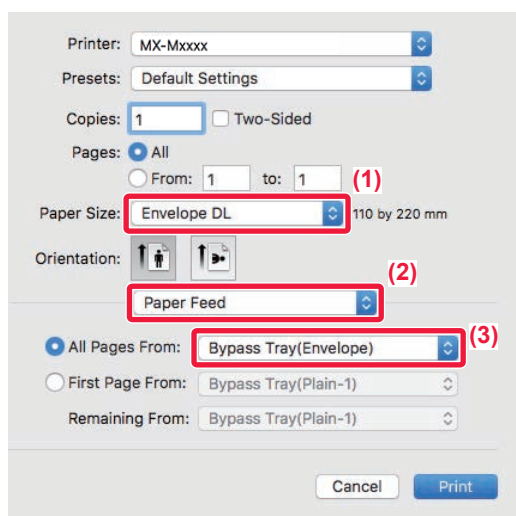 Printer: MX-Mxxxx
Presets: Default Settings
Copies: 1 Two-Sided
Pages: All
From: 1 to: 1 (1)
Paper Size: Envelope DL 110 by 220 mm
Orientation:
(2)
Paper Feed
(3)
All Pages From: Bypass Tray(Envelope)
First Page From: Bypass Tray(Plain-1)
Remaining From: Bypass Tray(Plain-1)
Cancel Print